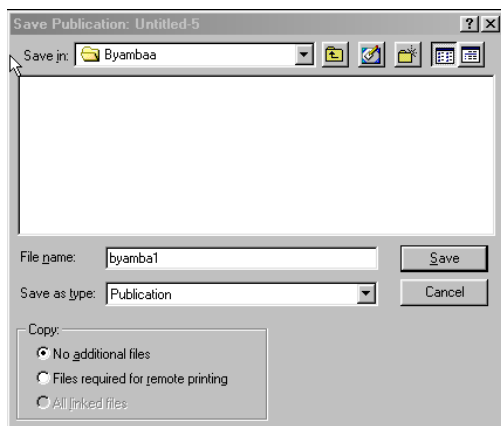 Save Publication: Untitled-5
Save in: Byambaa
File name: byamba1 Save
Save as type: Publication Cancel
Copy:
No additional files
Files required for remote printing
All linked files